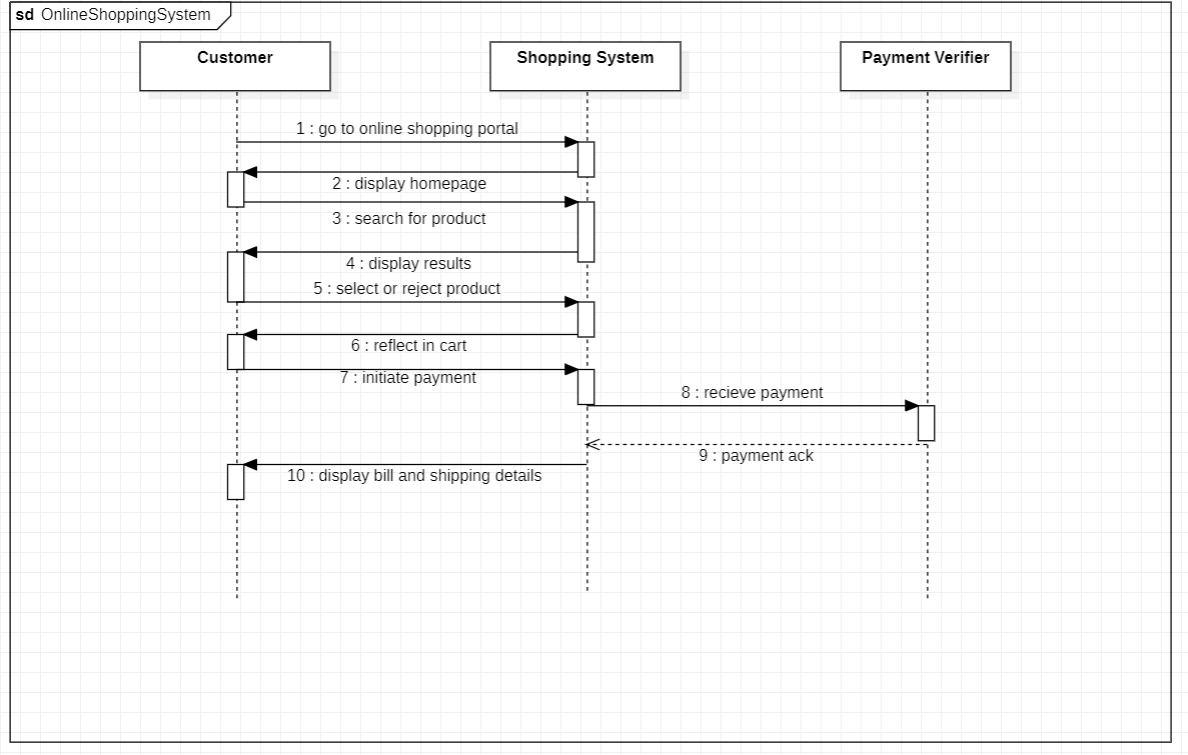 sd OnlineShoppingSystem
Customer
Shopping System
Payment Verifier
1 : go to online shopping portal
2 : display homepage
3 : search for product
4 : display results
5 : select or reject product
6 : reflect in cart
7 : initiate payment
8 : recieve payment
9 : payment ack
10 : display bill and shipping details